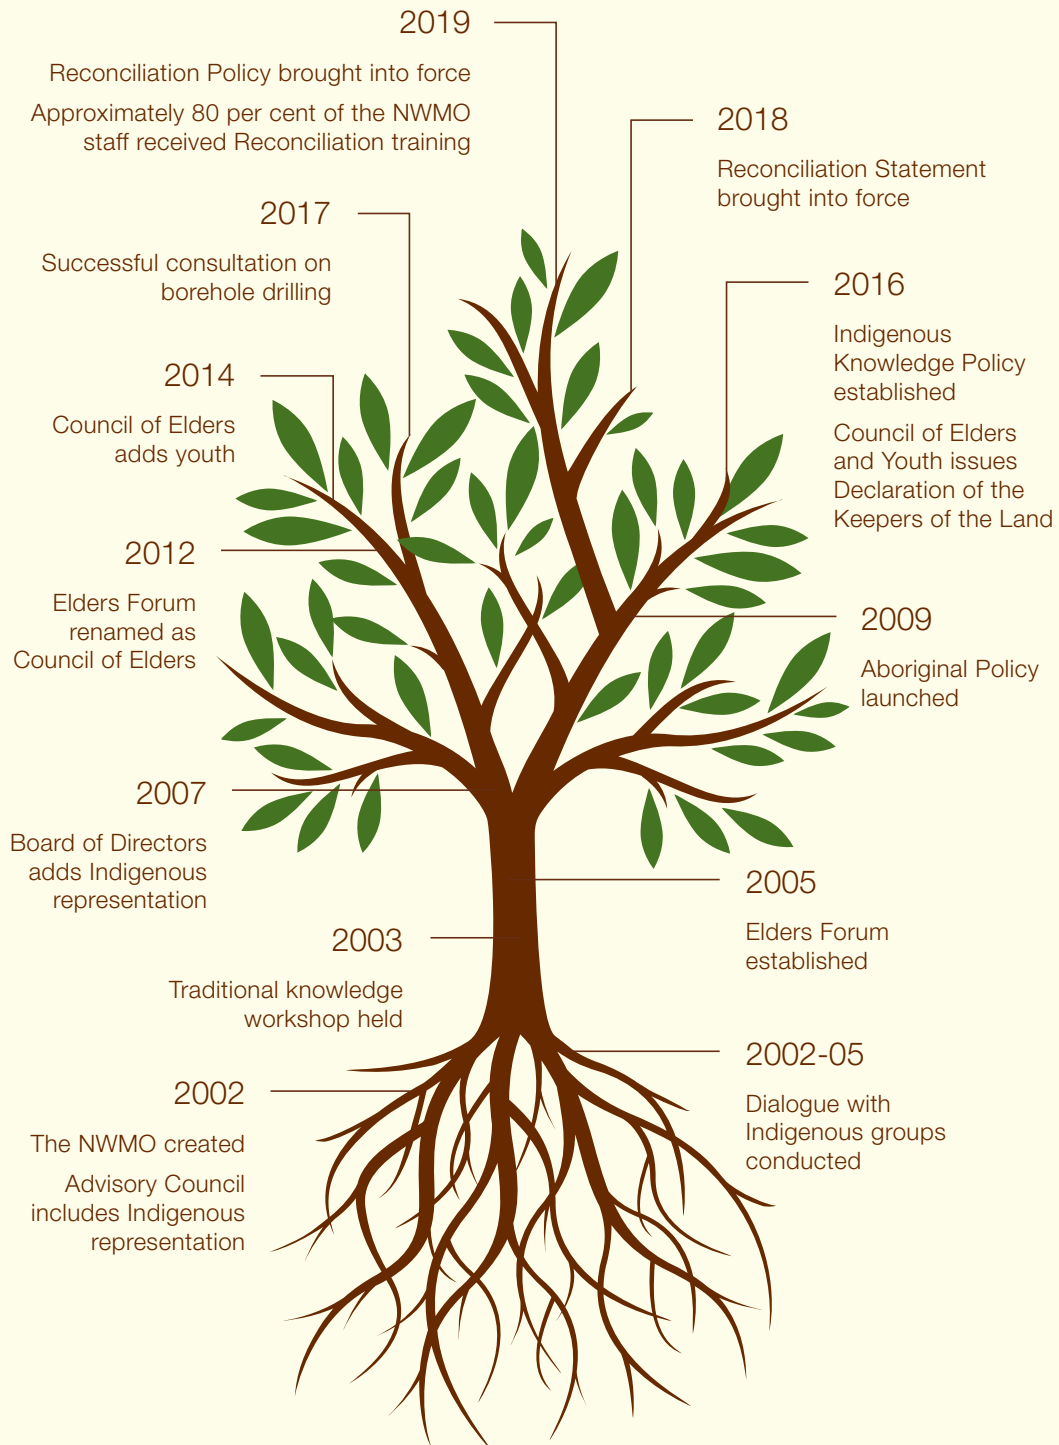 2019
Reconciliation Policy brought into force
Approximately 80 per cent of the NWMO
staff received Reconciliation training
2018
Reconciliation Statement
brought into force
2017
Successful consultation on
borehole drilling
2016
Indigenous
Knowledge Policy
established
Council of Elders
and Youth issues
Declaration of the
Keepers of the Land
2014
Council of Elders
adds youth
2012
Elders Forum
renamed as
Council of Elders
2009
Aboriginal Policy
launched
2007
Board of Directors
adds Indigenous
representation
2005
Elders Forum
established
2003
Traditional knowledge
workshop held
2002-05
Dialogue with
Indigenous groups
conducted
2002
The NWMO created
Advisory Council
includes Indigenous
representation